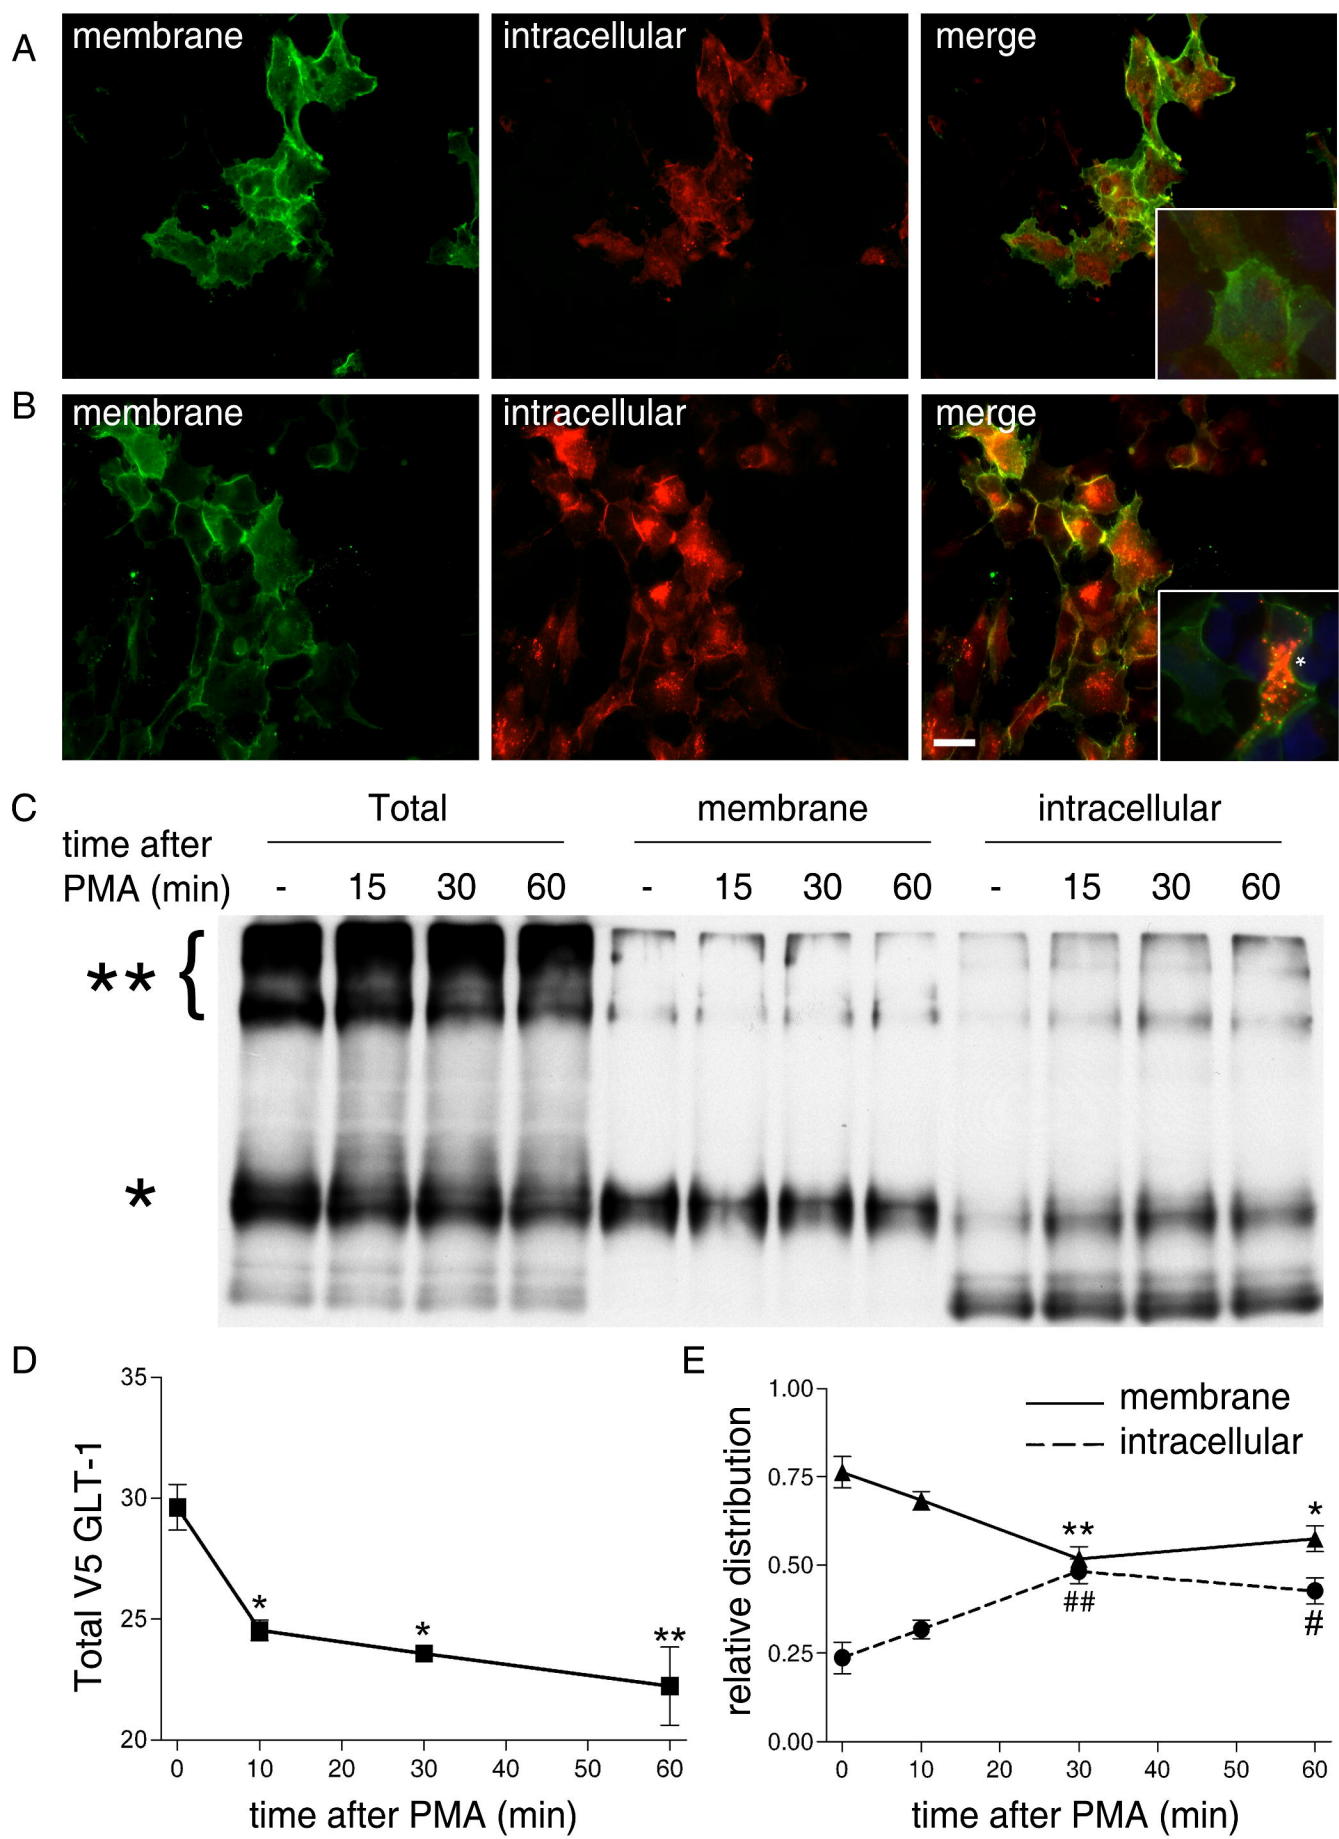 A
membrane
intracellular
merge
B
membrane
intracellular
merge
*
C
Total
membrane
intracellular
time after
PMA (min)
- 15 30 60 - 15 30 60 - 15 30 60
** {
*
D
35
30
25
20
Total V5 GLT-1
*
*
**
0 10 20 30 40 50 60
time after PMA (min)
E
1.00
0.75
0.50
0.25
0.00
relative distribution
membrane
intracellular
**
##
*
#
0 10 20 30 40 50 60
time after PMA (min)